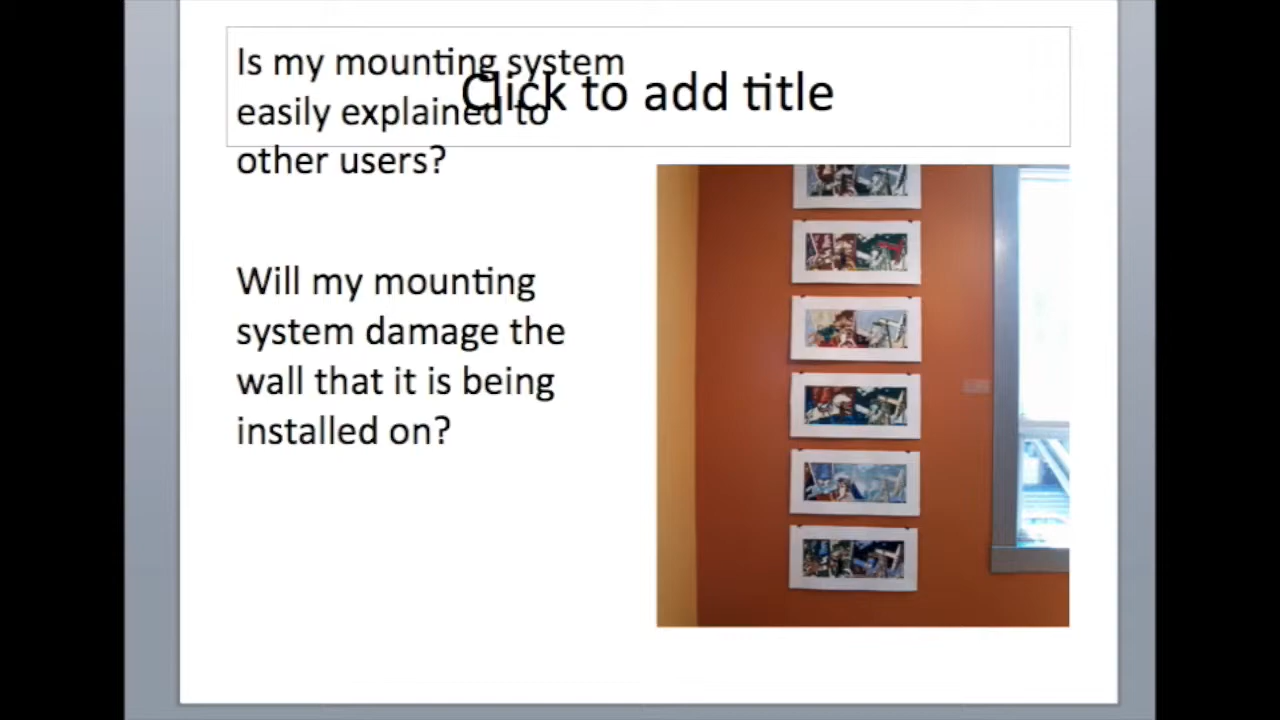 Is my mounting system
easily explained to
other users?
Click to add title
Will my mounting
system damage the
wall that it is being
installed on?